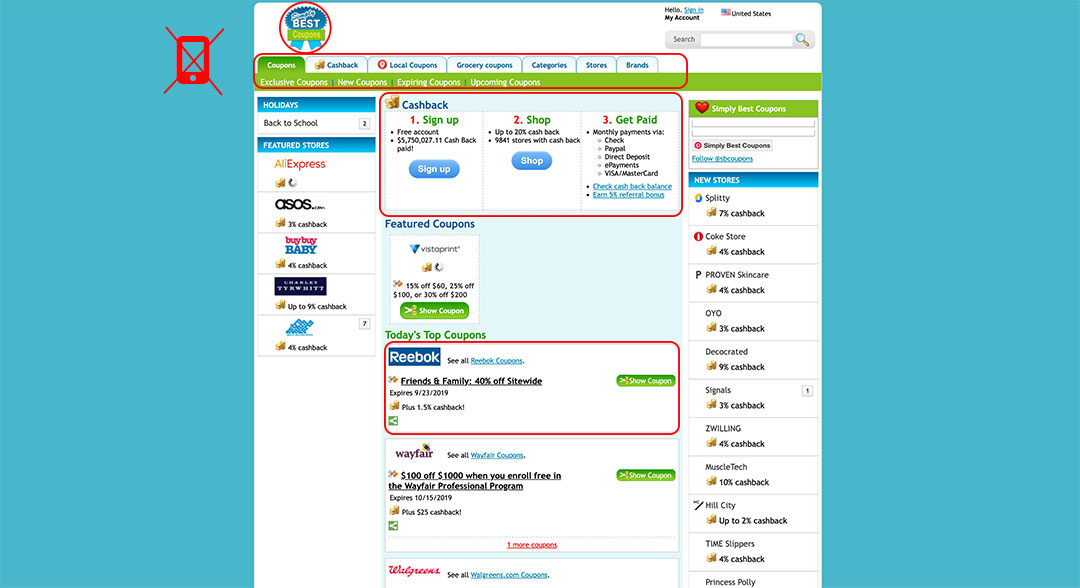 Simply
BEST
Coupons
Hello, Sign in
My Account
United States
Search
Coupons
Cashback
Local Coupons
Grocery coupons
Categories
Stores
Brands
Exclusive Coupons | New Coupons | Expiring Coupons | Upcoming Coupons
HOLIDAYS
Back to School 2
FEATURED STORES
AliExpress
asos.com
3% cashback
buybuy
BABY
4% cashback
CHARLES
TYRWHITT
Up to 9% cashback
7
4% cashback
Cashback
1. Sign up
• Free account
• $5,750,027.11 Cash Back
paid!
Sign up
2. Shop
• Up to 20% cash back
• 9841 stores with cash back
Shop
3. Get Paid
• Monthly payments via:
○ Check
○ Paypal
○ Direct Deposit
○ ePayments
○ VISA/MasterCard
• Check cash back balance
• Earn 5% referral bonus
Featured Coupons
vistaprint
15% off $60, 25% off
$100, or 30% off $200
Show Coupon
Today's Top Coupons
Reebok See all Reebok Coupons.
Friends & Family: 40% off Sitewide
Show Coupon
Expires 9/23/2019
Plus 1.5% cashback!
wayfair See all Wayfair Coupons.
$100 off $1000 when you enroll free in
the Wayfair Professional Program
Show Coupon
Expires 10/15/2019
Plus $25 cashback!
1 more coupons
Walgreens See all Walgreens.com Coupons.
Simply Best Coupons
Simply Best Coupons
Follow @sbcoupons
NEW STORES
Splitty
7% cashback
Coke Store
4% cashback
PROVEN Skincare
4% cashback
OYO
3% cashback
Decocrated
9% cashback
Signals 1
3% cashback
ZWILLING
4% cashback
MuscleTech
10% cashback
Hill City
Up to 2% cashback
TIME Slippers
4% cashback
Princess Polly